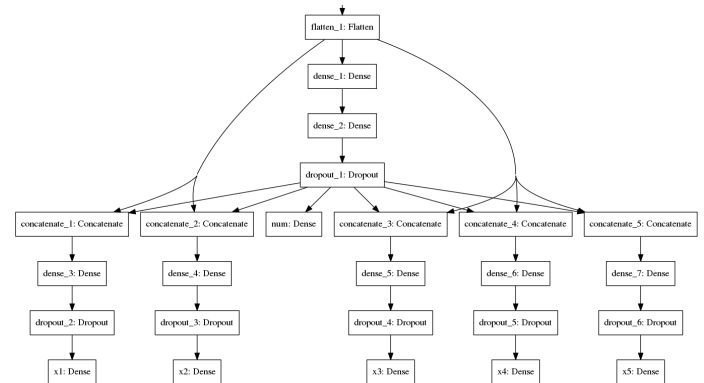 flatten_1: Flatten
dense_1: Dense
dense_2: Dense
dropout_1: Dropout
concatenate_1: Concatenate
concatenate_2: Concatenate
num: Dense
concatenate_3: Concatenate
concatenate_4: Concatenate
concatenate_5: Concatenate
dense_3: Dense
dense_4: Dense
dense_5: Dense
dense_6: Dense
dense_7: Dense
dropout_2: Dropout
dropout_3: Dropout
dropout_4: Dropout
dropout_5: Dropout
dropout_6: Dropout
x1: Dense
x2: Dense
x3: Dense
x4: Dense
x5: Dense